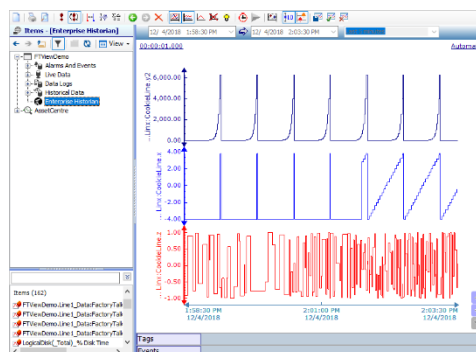 Items - [Enterprise Historian]
View
FTViewDemo
Alarms And Events
Live Data
Data Logs
Historical Data
Enterprise Historian
AssetCentre
Items (162)
FTViewDemo.Line1_DataFactoryTalk
FTViewDemo.Line1_DataFactoryTalk
FTViewDemo.Line1_DataFactoryTalk
FTViewDemo.Line1_DataFactoryTalk
LogicalDisk(_Total)_% Disk Time
12/ 4/2018 1:58:30 PM
12/ 4/2018 2:03:30 PM
00:00:01.000
Automa
...Linx:CookieLine.y2
6,000.00
4,000.00
2,000.00
0.00
...Linx:CookieLine.x
4.00
2.00
0.00
-2.00
-4.00
...Linx:CookieLine.z
1.00
0.50
0.00
-0.50
-1.00
1:58:30 PM
12/4/2018
2:01:00 PM
12/4/2018
2:03:30 PM
12/4/2018
Tags
Events